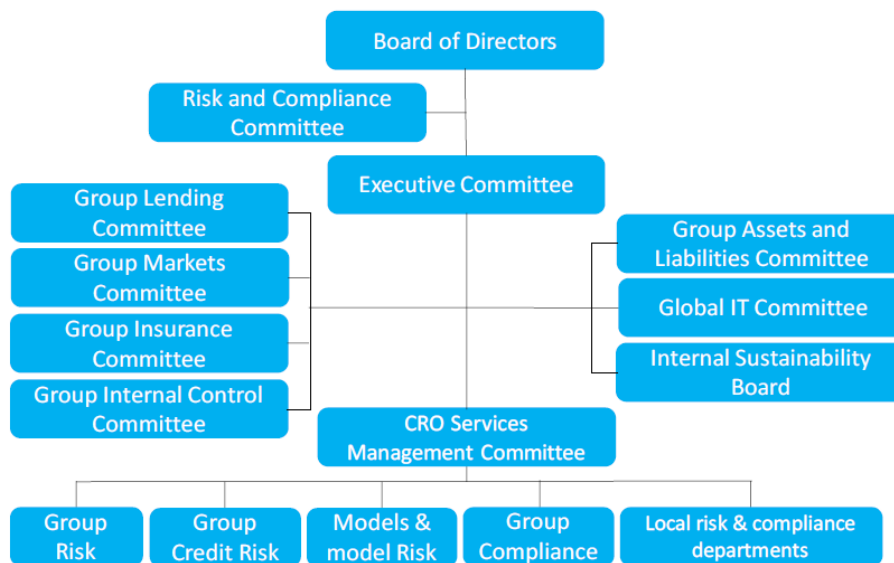 Board of Directors
Risk and Compliance
Committee
Executive Committee
Group Lending
Committee
Group Markets
Committee
Group Insurance
Committee
Group Internal Control
Committee
Group Assets and
Liabilities Committee
Global IT Committee
Internal Sustainability
Board
CRO Services
Management Committee
Group
Risk
Group
Credit Risk
Models &
model Risk
Group
Compliance
Local risk & compliance
departments